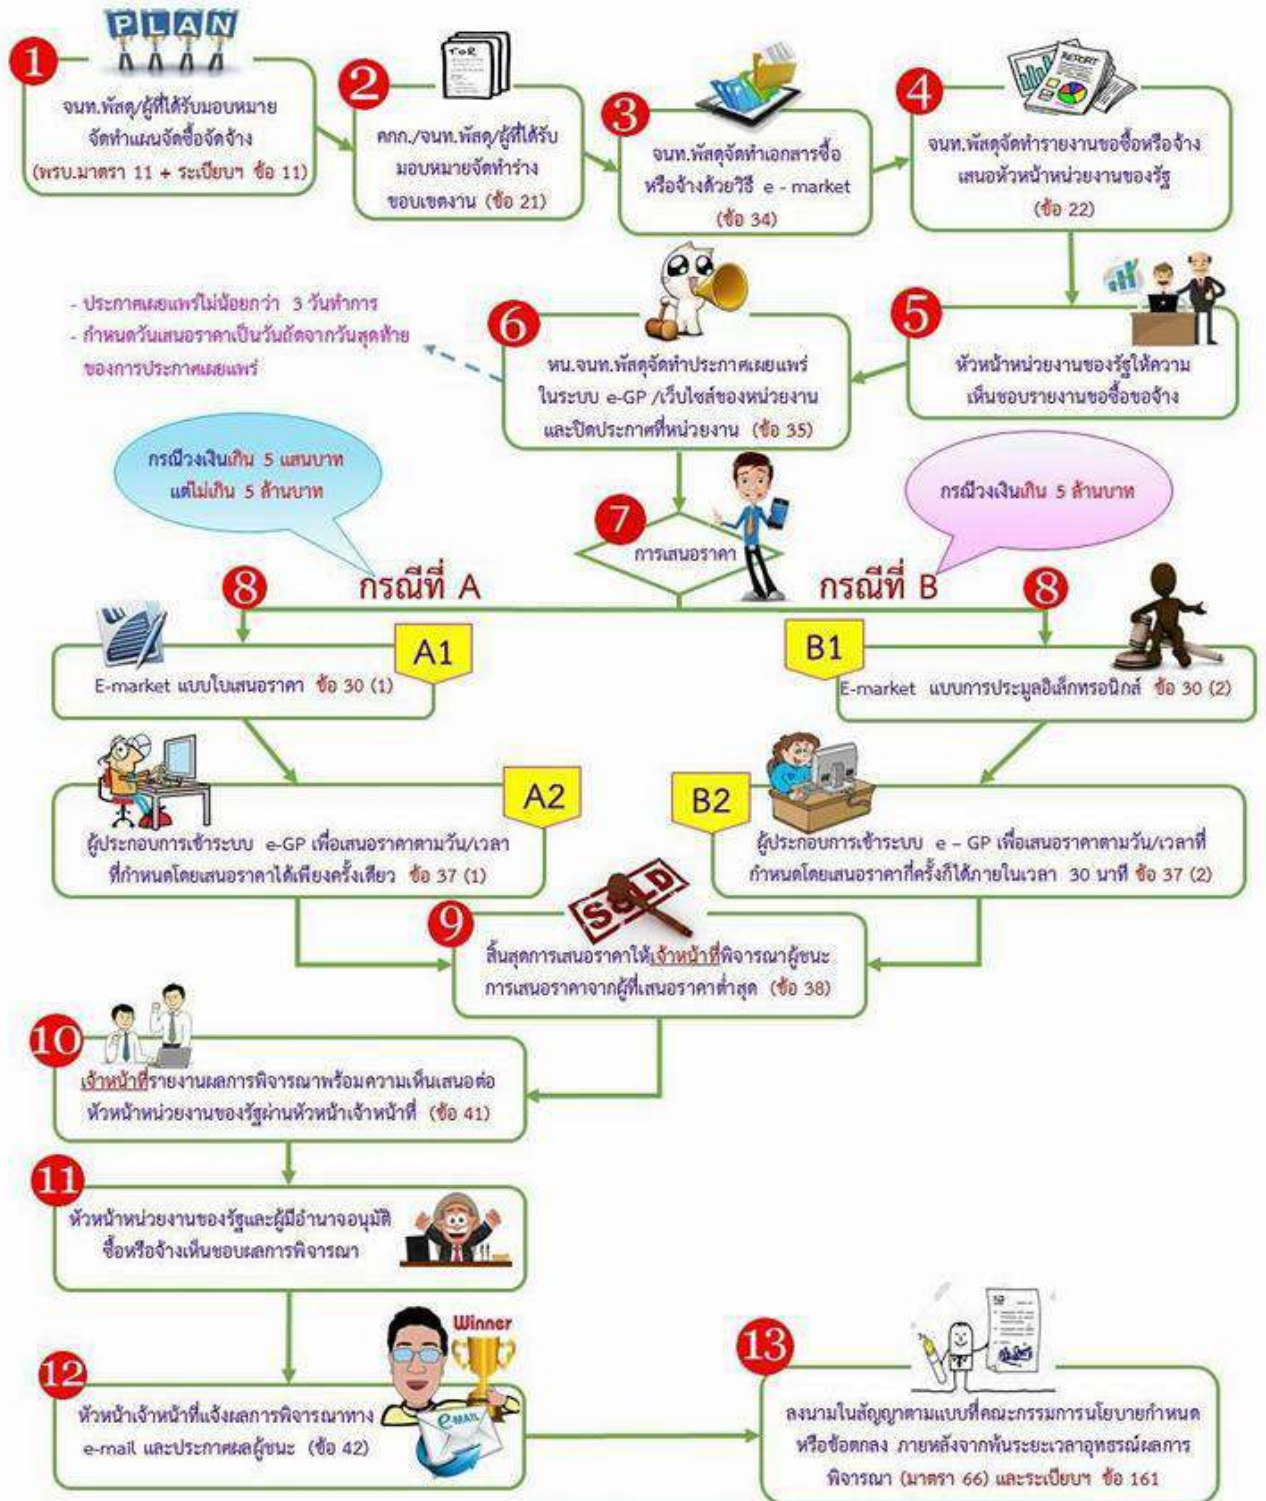 PLAN
1
จนท.พัสดุ/ผู้ที่ได้รับมอบหมาย
จัดทำแผนจัดซื้อจัดจ้าง
(พรบ.มาตรา 11 + ระเบียบฯ ข้อ 11)
TOR
2
คกก./จนท.พัสดุ/ผู้ที่ได้รับ
มอบหมายจัดทำร่าง
ขอบเขตงาน (ข้อ 21)
3
จนท.พัสดุจัดทำเอกสารซื้อ
หรือจ้างด้วยวิธี e - market
(ข้อ 34)
REPORT
4
จนท.พัสดุจัดทำรายงานขอซื้อหรือจ้าง
เสนอหัวหน้าหน่วยงานของรัฐ
(ข้อ 22)
5
หัวหน้าหน่วยงานของรัฐให้ความ
เห็นชอบรายงานขอซื้อขอจ้าง
6
หน.จนท.พัสดุจัดทำประกาศเผยแพร่
ในระบบ e-GP /เว็บไซส์ของหน่วยงาน
และปิดประกาศที่หน่วยงาน (ข้อ 35)
- ประกาศเผยแพร่ไม่น้อยกว่า 3 วันทำการ
- กำหนดวันเสนอราคาเป็นวันถัดจากวันสุดท้าย
ของการประกาศเผยแพร่
7
การเสนอราคา
กรณีวงเงินเกิน 5 แสนบาท
แต่ไม่เกิน 5 ล้านบาท
กรณีวงเงินเกิน 5 ล้านบาท
8
กรณีที่ A
กรณีที่ B
8
A1
E-market แบบใบเสนอราคา ข้อ 30 (1)
B1
E-market แบบการประมูลอิเล็กทรอนิกส์ ข้อ 30 (2)
A2
ผู้ประกอบการเข้าระบบ e-GP เพื่อเสนอราคาตามวัน/เวลา
ที่กำหนดโดยเสนอราคาได้เพียงครั้งเดียว ข้อ 37 (1)
B2
ผู้ประกอบการเข้าระบบ e – GP เพื่อเสนอราคาตามวัน/เวลาที่
กำหนดโดยเสนอราคากี่ครั้งก็ได้ภายในเวลา 30 นาที ข้อ 37 (2)
SOLD
9
สิ้นสุดการเสนอราคาให้เจ้าหน้าที่พิจารณาผู้ชนะ
การเสนอราคาจากผู้ที่เสนอราคาต่ำสุด (ข้อ 38)
10
เจ้าหน้าที่รายงานผลการพิจารณาพร้อมความเห็นเสนอต่อ
หัวหน้าหน่วยงานของรัฐผ่านหัวหน้าเจ้าหน้าที่ (ข้อ 41)
11
หัวหน้าหน่วยงานของรัฐและผู้มีอำนาจอนุมัติ
ซื้อหรือจ้างเห็นชอบผลการพิจารณา
Winner
12
หัวหน้าเจ้าหน้าที่แจ้งผลการพิจารณาทาง
e-mail และประกาศผลผู้ชนะ (ข้อ 42)
e-MAIL
13
ลงนามในสัญญาตามแบบที่คณะกรรมการนโยบายกำหนด
หรือข้อตกลง ภายหลังจากพ้นระยะเวลาอุทธรณ์ผลการ
พิจารณา (มาตรา 66) และระเบียบฯ ข้อ 161